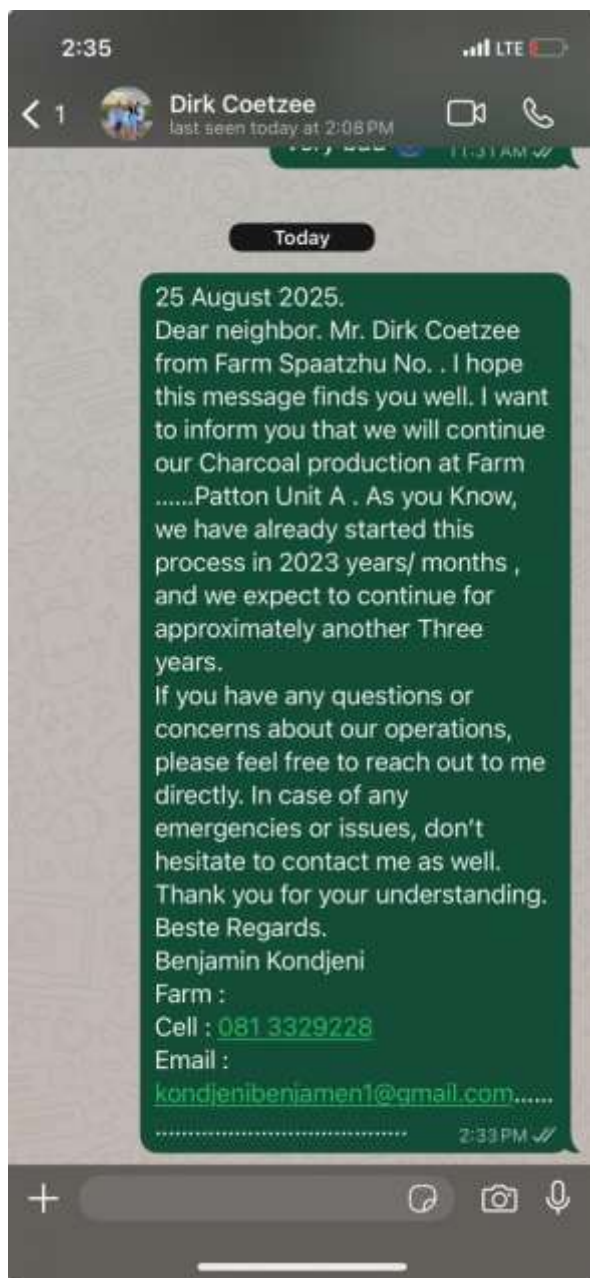 2:35
LTE
1
Dirk Coetzee
last seen today at 2:08 PM
11:31 AM
Today
25 August 2025.
Dear neighbor. Mr. Dirk Coetzee
from Farm Spaatzhu No. . I hope
this message finds you well. I want
to inform you that we will continue
our Charcoal production at Farm
......Patton Unit A . As you Know,
we have already started this
process in 2023 years/ months ,
and we expect to continue for
approximately another Three
years.
If you have any questions or
concerns about our operations,
please feel free to reach out to me
directly. In case of any
emergencies or issues, don't
hesitate to contact me as well.
Thank you for your understanding.
Beste Regards.
Benjamin Kondjeni
Farm :
Cell : 081 3329228
Email :
kondjenibenjamen1@gmail.com......
.......................................
2:33 PM